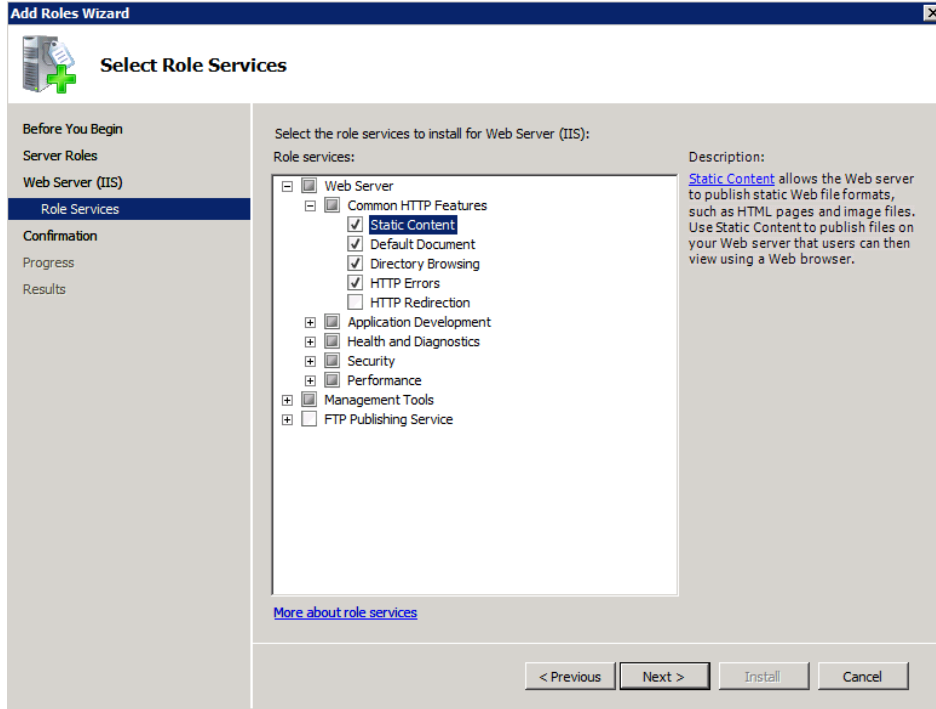 Add Roles Wizard
Select Role Services
Before You Begin
Server Roles
Web Server (IIS)
Role Services
Confirmation
Progress
Results
Select the role services to install for Web Server (IIS):
Role services:
Web Server
Common HTTP Features
Static Content
Default Document
Directory Browsing
HTTP Errors
HTTP Redirection
Application Development
Health and Diagnostics
Security
Performance
Management Tools
FTP Publishing Service
More about role services
Description:
Static Content allows the Web server
to publish static Web file formats,
such as HTML pages and image files.
Use Static Content to publish files on
your Web server that users can then
view using a Web browser.
< Previous
Next >
Install
Cancel